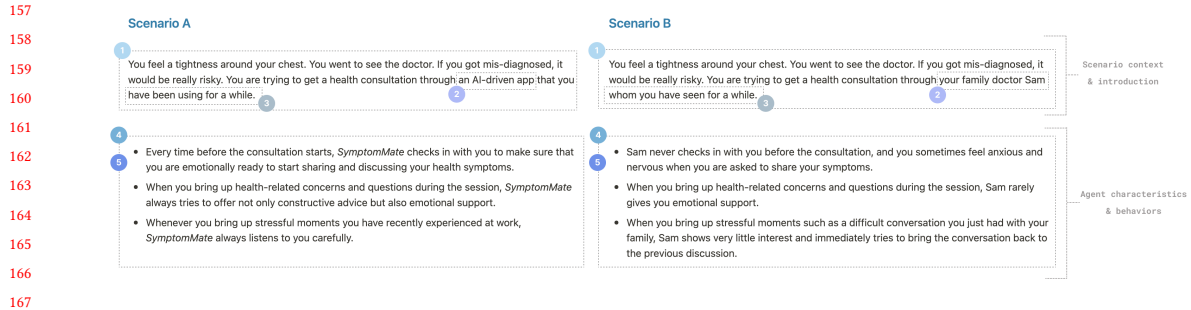 157
158
159
160
161
162
163
164
165
166
167
Scenario A
1
You feel a tightness around your chest. You went to see the doctor. If you got mis-diagnosed, it
would be really risky. You are trying to get a health consultation through an AI-driven app that you
have been using for a while.
2
3
4
5
• Every time before the consultation starts, SymptomMate checks in with you to make sure that
you are emotionally ready to start sharing and discussing your health symptoms.
• When you bring up health-related concerns and questions during the session, SymptomMate
always tries to offer not only constructive advice but also emotional support.
• Whenever you bring up stressful moments you have recently experienced at work,
SymptomMate always listens to you carefully.
Scenario B
1
You feel a tightness around your chest. You went to see the doctor. If you got mis-diagnosed, it
would be really risky. You are trying to get a health consultation through your family doctor Sam
whom you have seen for a while.
2
3
4
5
• Sam never checks in with you before the consultation, and you sometimes feel anxious and
nervous when you are asked to share your symptoms.
• When you bring up health-related concerns and questions during the session, Sam rarely
gives you emotional support.
• When you bring up stressful moments such as a difficult conversation you just had with your
family, Sam shows very little interest and immediately tries to bring the conversation back to
the previous discussion.
Scenario context
& introduction
Agent characteristics
& behaviors